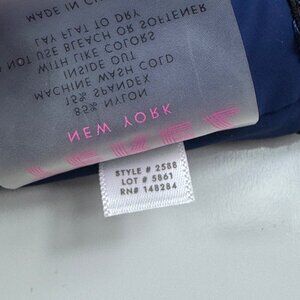 NEW YORK
85% NYLON
15% SPANDEX
MACHINE WASH COLD
INSIDE OUT
WITH LIKE COLORS
NOT USE BLEACH OR SOFTENER
LAY FLAT TO DRY
MADE IN
STYLE # 2588
LOT # 5861
RN# 148284